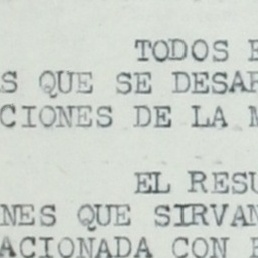 TODOS E
S QUE SE DESAR
CIONES DE LA M
EL RESU
NES QUE SIRVAN
ACIONADA CON E